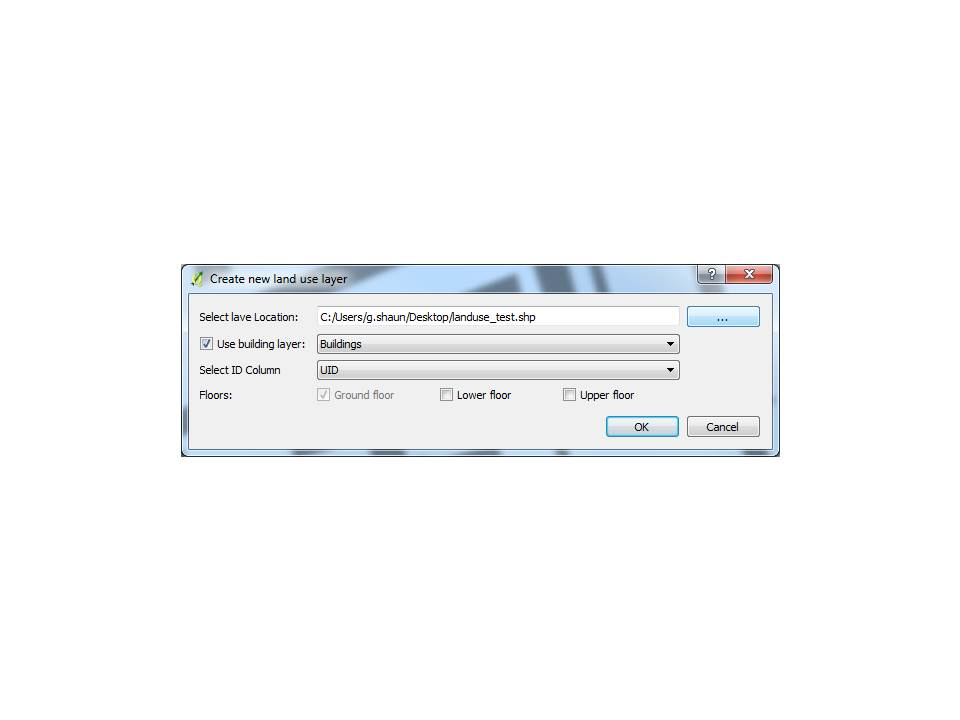 Create new land use layer
?
Select lave Location: C:/Users/g.shaun/Desktop/landuse_test.shp ...
Use building layer: Buildings
Select ID Column UID
Floors: Ground floor Lower floor Upper floor
OK Cancel